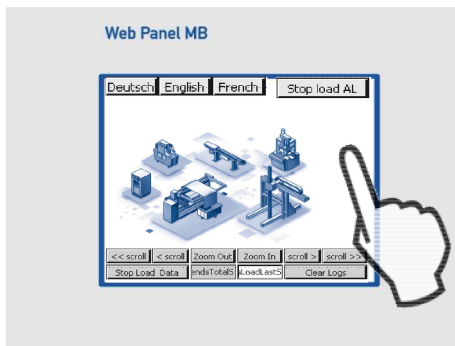 Web Panel MB
Deutsch English French Stop load AL
<< scroll < scroll Zoom Out Zoom In scroll > scroll >>
Stop Load Data endsTotalS LoadLastS Clear Logs